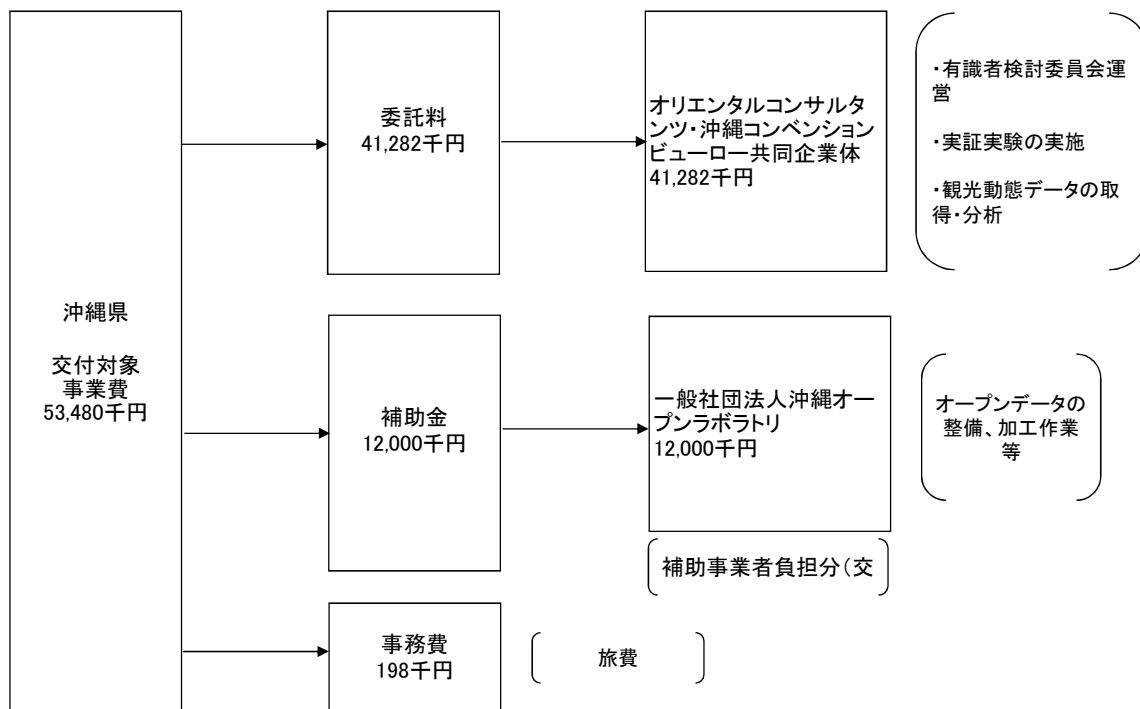 沖縄県
交付対象
事業費
53,480千円
委託料
41,282千円
オリエンタルコンサルタ
ンツ・沖縄コンベンション
ビューロー共同企業体
41,282千円
・有識者検討委員会運
営
・実証実験の実施
・観光動態データの取
得・分析
補助金
12,000千円
一般社団法人沖縄オー
プンラボラトリ
12,000千円
オープンデータの
整備、加工作業
等
補助事業者負担分(交
事務費
198千円
旅費